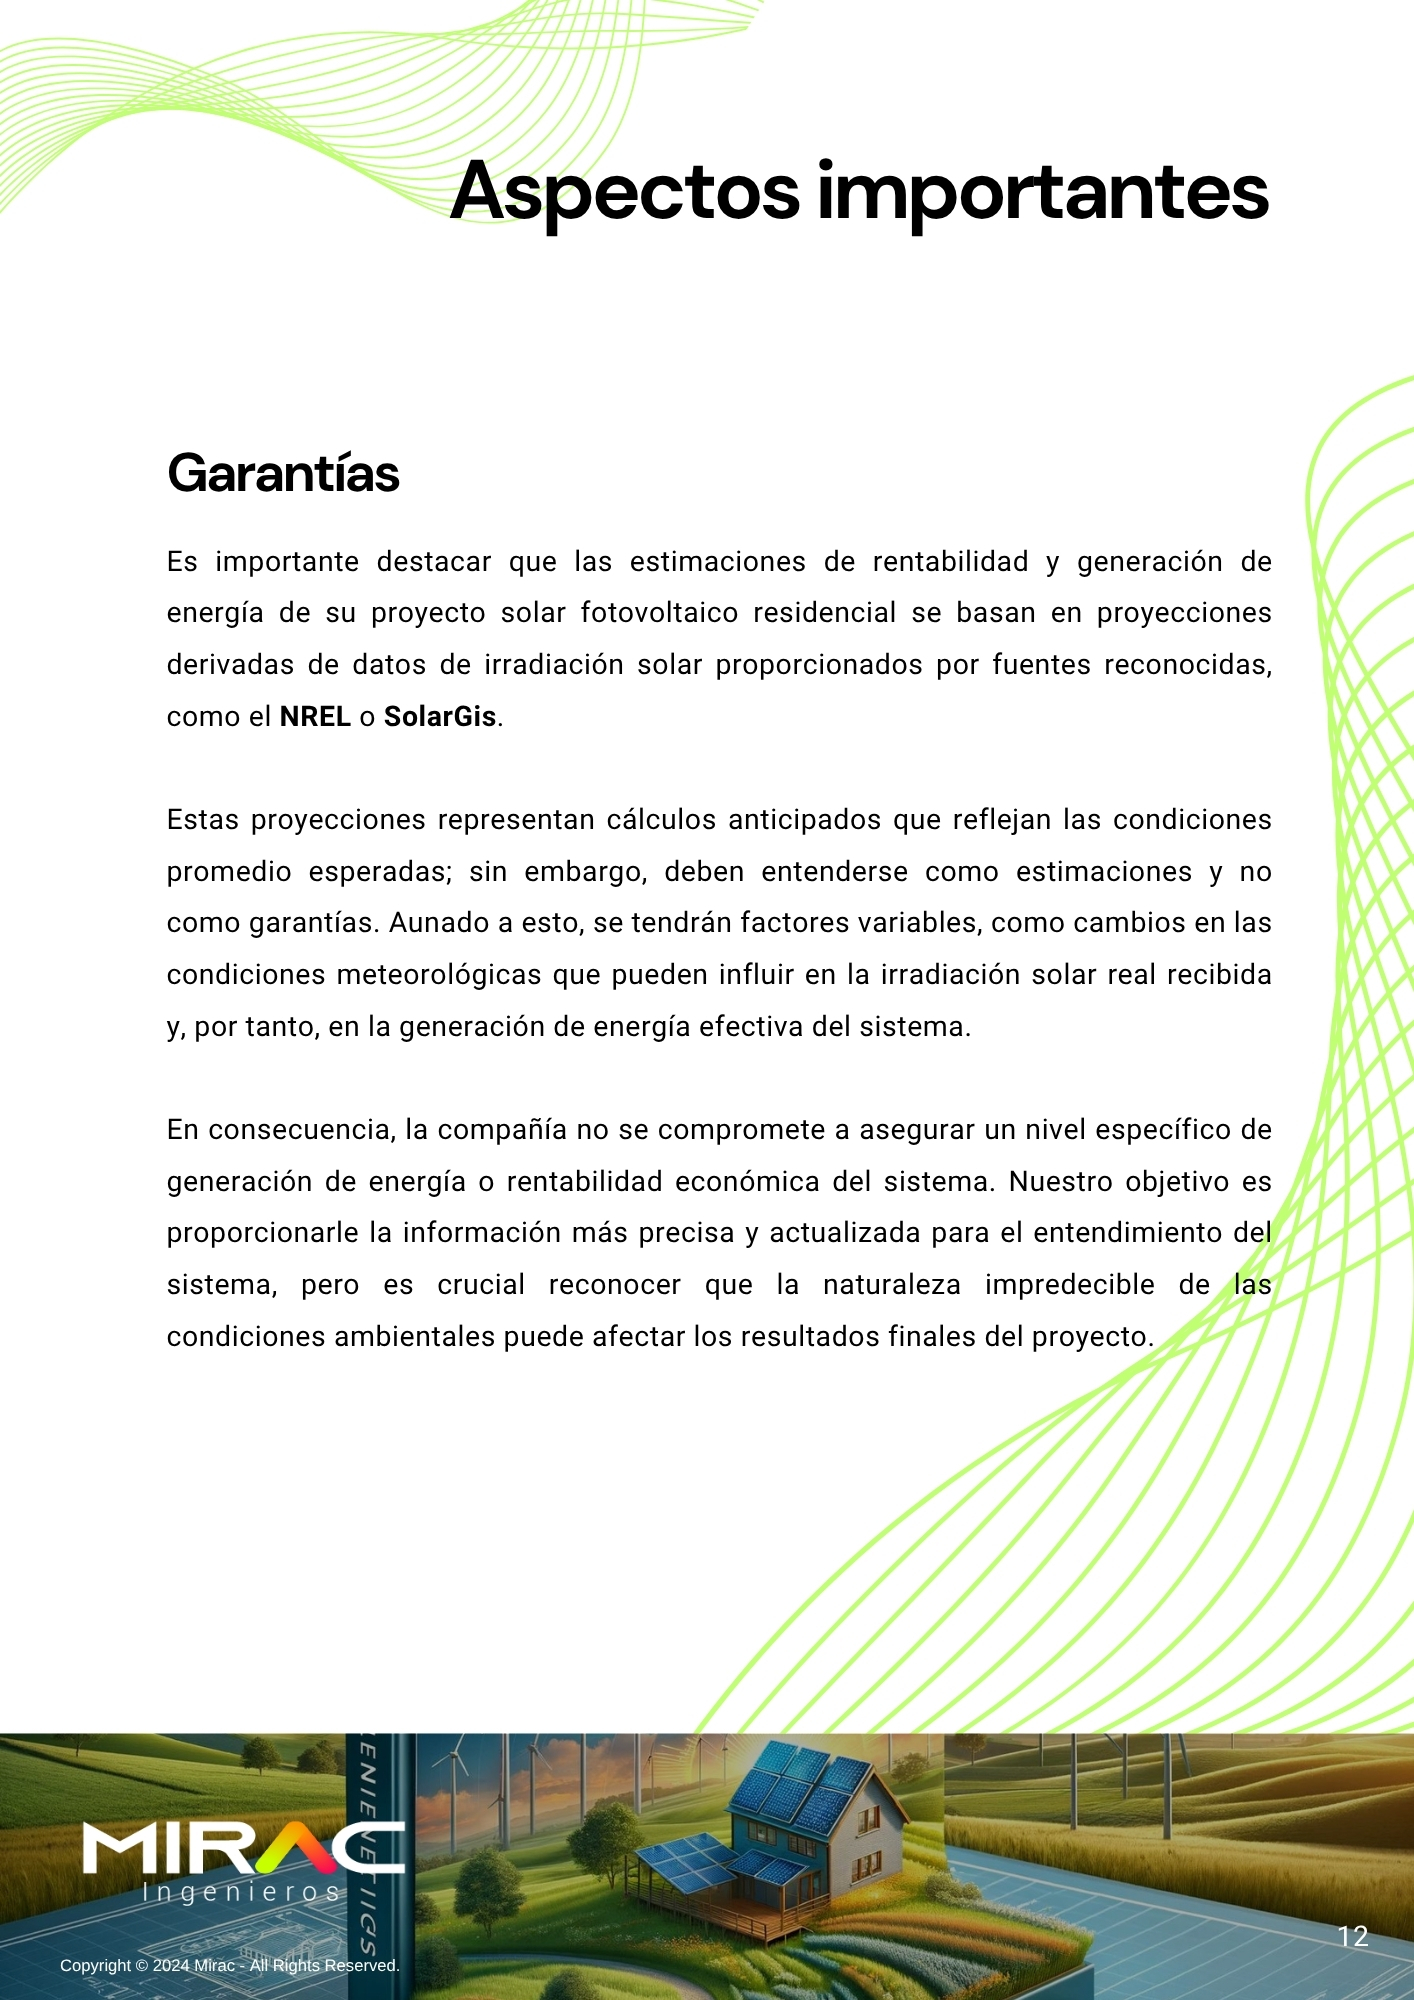 Aspectos importantes
Garantías
Es importante destacar que las estimaciones de rentabilidad y generación de
energía de su proyecto solar fotovoltaico residencial se basan en proyecciones
derivadas de datos de irradiación solar proporcionados por fuentes reconocidas,
como el NREL o SolarGis.
Estas proyecciones representan cálculos anticipados que reflejan las condiciones
promedio esperadas; sin embargo, deben entenderse como estimaciones y no
como garantías. Aunado a esto, se tendrán factores variables, como cambios en las
condiciones meteorológicas que pueden influir en la irradiación solar real recibida
y, por tanto, en la generación de energía efectiva del sistema.
En consecuencia, la compañía no se compromete a asegurar un nivel específico de
generación de energía o rentabilidad económica del sistema. Nuestro objetivo es
proporcionarle la información más precisa y actualizada para el entendimiento del
sistema, pero es crucial reconocer que la naturaleza impredecible de las
condiciones ambientales puede afectar los resultados finales del proyecto.
MIRAC
Ingenieros
12
Copyright © 2024 Mirac - All Rights Reserved.